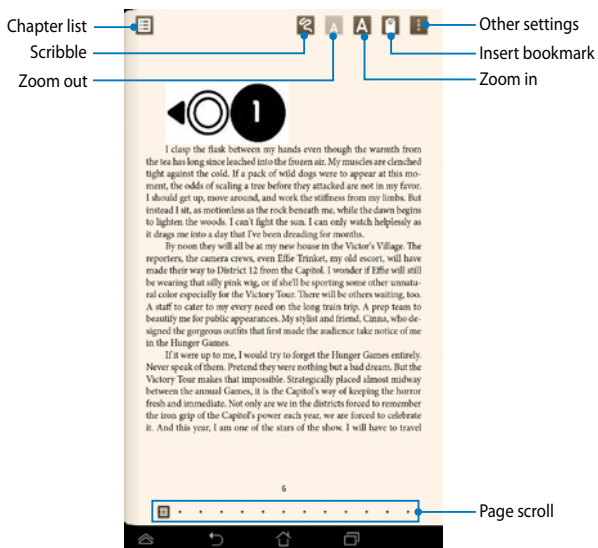 Chapter list
Scribble
Zoom out
Other settings
Insert bookmark
Zoom in
A
A
1
I clasp the flask between my hands even though the warmth from
the tea has long since leached into the frozen air. My muscles are clenched
tight against the cold. If a pack of wild dogs were to appear at this mo-
ment, the odds of scaling a tree before they attacked are not in my favor.
I should get up, move around, and work the stiffness from my limbs. But
instead I sit, as motionless as the rock beneath me, while the dawn begins
to lighten the woods. I can't fight the sun. I can only watch helplessly as
it drags me into a day that I've been dreading for months.
By noon they will all be at my new house in the Victor's Village. The
reporters, the camera crews, even Effie Trinket, my old escort, will have
made their way to District 12 from the Capitol. I wonder if Effie will still
be wearing that silly pink wig, or if she'll be sporting some other unnatu-
ral color especially for the Victory Tour. There will be others waiting, too.
A staff to cater to my every need on the long train trip. A prep team to
beautify me for public appearances. My stylist and friend, Cinna, who de-
signed the gorgeous outfits that first made the audience take notice of me
in the Hunger Games.
If it were up to me, I would try to forget the Hunger Games entirely.
Never speak of them. Pretend they were nothing but a bad dream. But the
Victory Tour makes that impossible. Strategically placed almost midway
between the annual Games, it is the Capitol's way of keeping the horror
fresh and immediate. Not only are we in the districts forced to remember
the iron grip of the Capitol's power each year, we are forced to celebrate
it. And this year, I am one of the stars of the show. I will have to travel
6
Page scroll